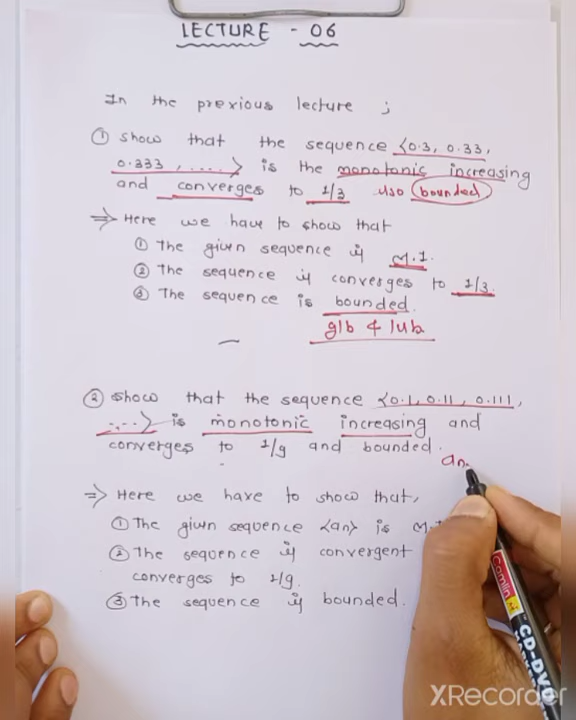 LECTURE - 06
In the previous lecture ;
① show that the sequence <0.3, 0.33,
0.333, ....> is the monotonic increasing
and converges to 1/3 also bounded
⇒ Here we have to show that
① The given sequence is M.I.
② The sequence is converges to 1/3.
③ The sequence is bounded.
glb & lub
② show that the sequence <0.1, 0.11, 0.111,
....> is monotonic increasing and
converges to 1/9 and bounded.
an
⇒ Here we have to show that,
① The given sequence <an> is M.
② The sequence is convergent
converges to 1/9.
③ The sequence is bounded.
Camlin
CD-DV
XRecorder